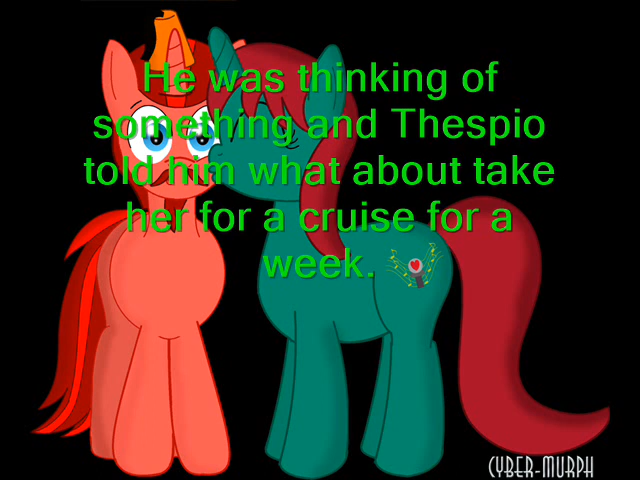 He was thinking of
something and Thespio
told him what about take
her for a cruise for a
week.
CYBER-MURPH